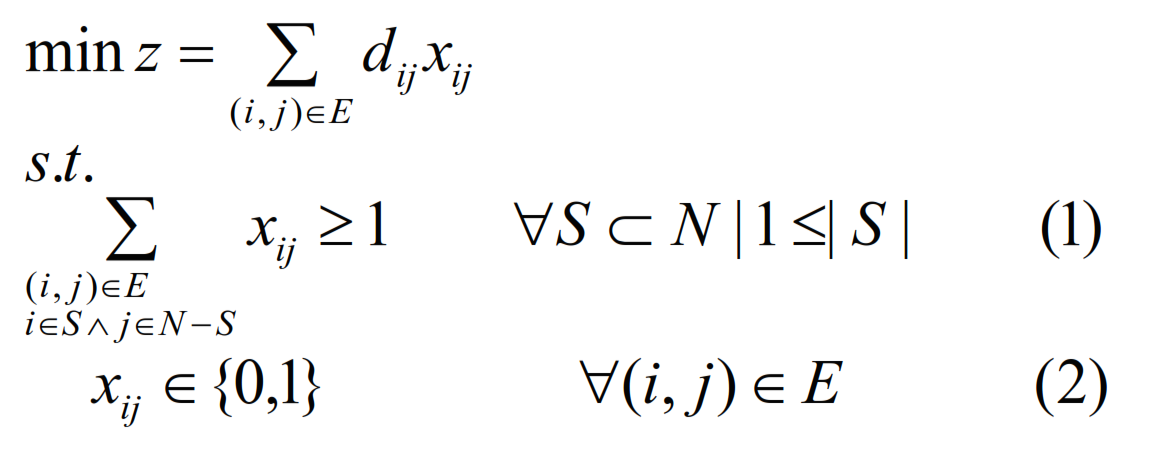 min z = ∑ d_{ij} x_{ij}
(i, j)∈E
s.t.
∑ x_{ij} ≥ 1 ∀S ⊂ N | 1 ≤| S | (1)
(i, j)∈E
i∈S ∧ j∈N−S
x_{ij} ∈ {0,1} ∀(i, j) ∈ E (2)